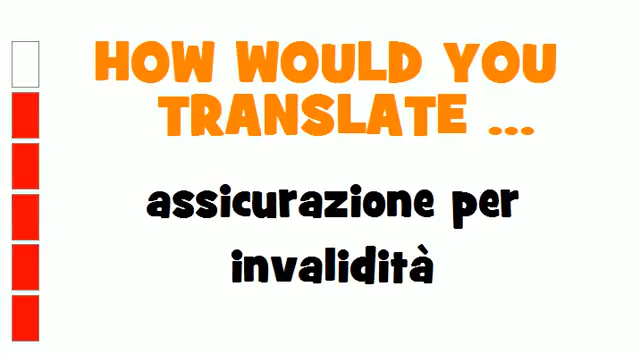 HOW WOULD YOU
TRANSLATE ...
assicurazione per
invalidità